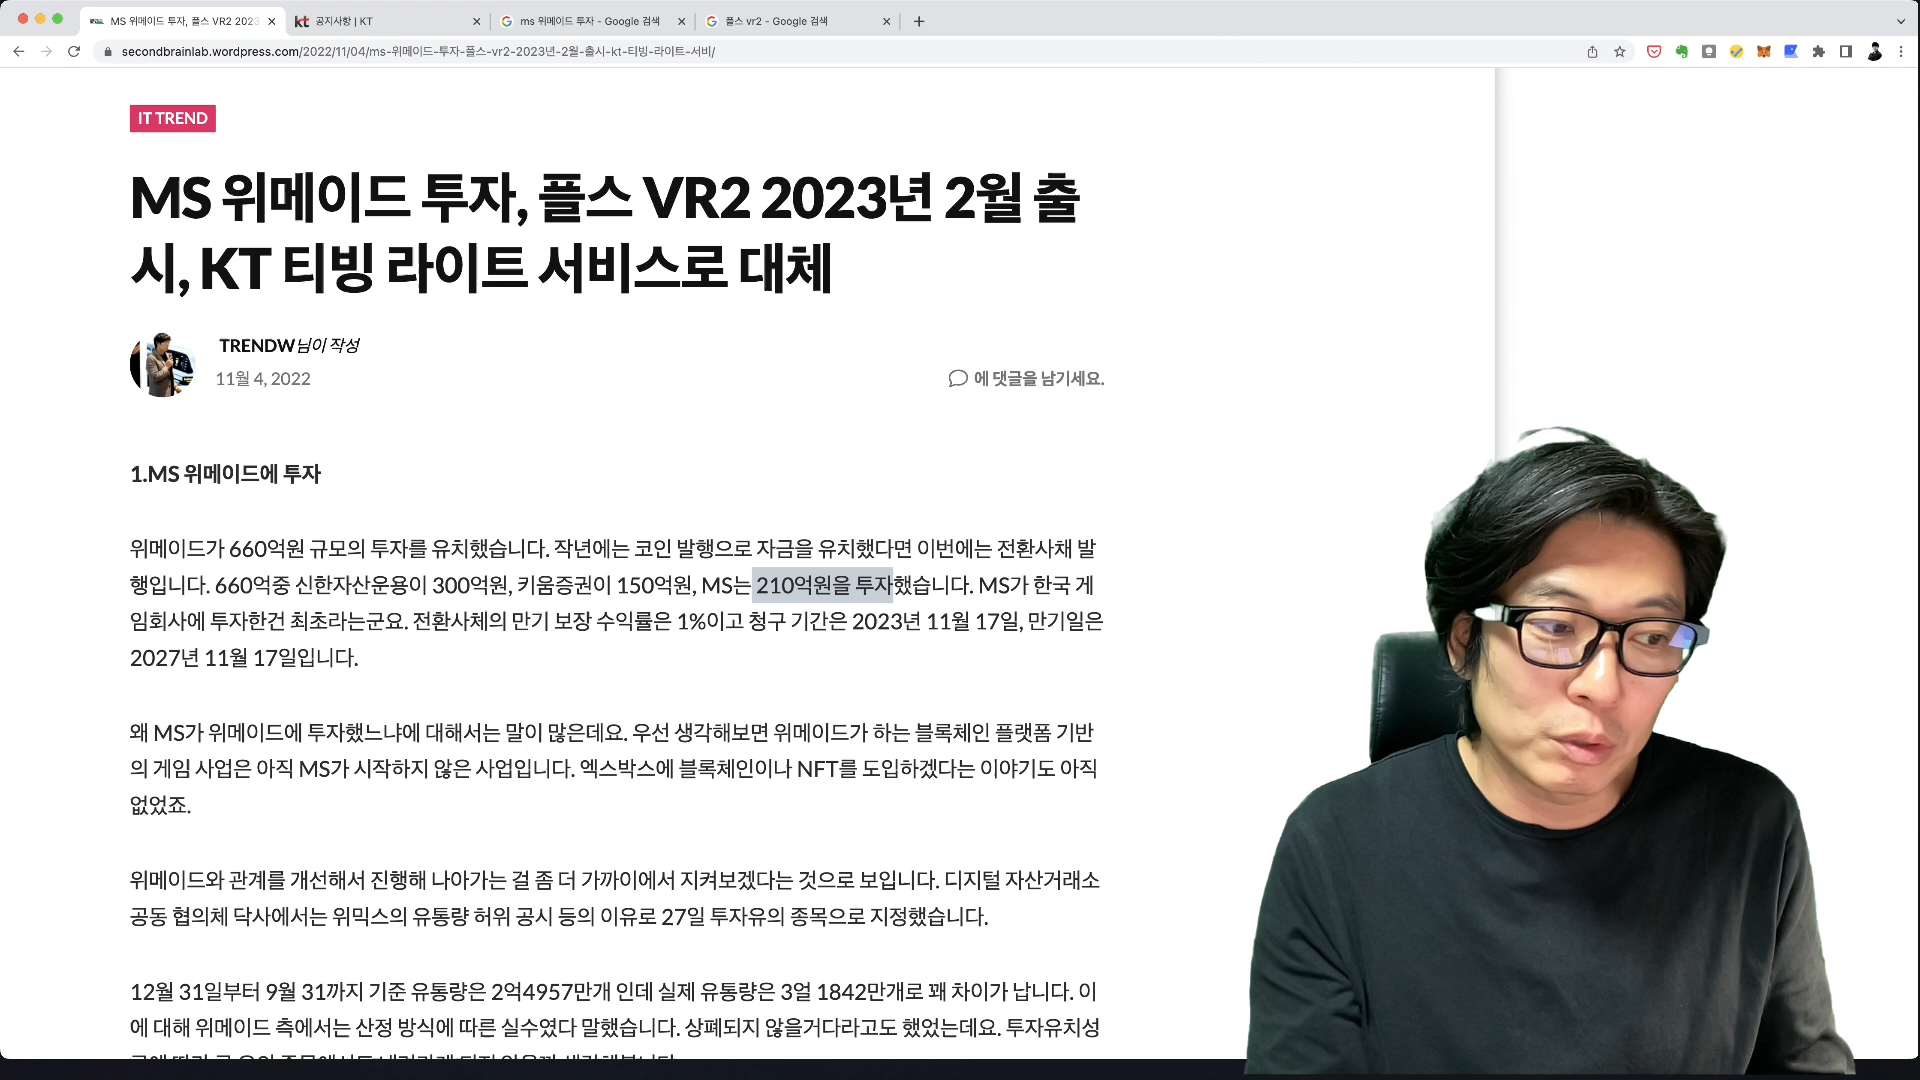 MS 위메이드 투자, 플스 VR2 2023
공지사항 | KT
ms 위메이드 투자 - Google 검색
플스 vr2 - Google 검색
secondbrainlab.wordpress.com/2022/11/04/ms-위메이드-투자-플스-vr2-2023년-2월-출시-kt-티빙-라이트-서비/
IT TREND
MS 위메이드 투자, 플스 VR2 2023년 2월 출
시, KT 티빙 라이트 서비스로 대체
TRENDW님이 작성
11월 4, 2022
에 댓글을 남기세요.
1.MS 위메이드에 투자
위메이드가 660억원 규모의 투자를 유치했습니다. 작년에는 코인 발행으로 자금을 유치했다면 이번에는 전환사채 발
행입니다. 660억중 신한자산운용이 300억원, 키움증권이 150억원, MS는 210억원을 투자했습니다. MS가 한국 게
임회사에 투자한건 최초라는군요. 전환사체의 만기 보장 수익률은 1%이고 청구 기간은 2023년 11월 17일, 만기일은
2027년 11월 17일입니다.
왜 MS가 위메이드에 투자했느냐에 대해서는 말이 많은데요. 우선 생각해보면 위메이드가 하는 블록체인 플랫폼 기반
의 게임 사업은 아직 MS가 시작하지 않은 사업입니다. 엑스박스에 블록체인이나 NFT를 도입하겠다는 이야기도 아직
없었죠.
위메이드와 관계를 개선해서 진행해 나아가는 걸 좀 더 가까이에서 지켜보겠다는 것으로 보입니다. 디지털 자산거래소
공동 협의체 닥사에서는 위믹스의 유통량 허위 공시 등의 이유로 27일 투자유의 종목으로 지정했습니다.
12월 31일부터 9월 31까지 기준 유통량은 2억4957만개 인데 실제 유통량은 3얼 1842만개로 꽤 차이가 납니다. 이
에 대해 위메이드 측에서는 산정 방식에 따른 실수였다 말했습니다. 상폐되지 않을거다라고도 했었는데요. 투자유치성